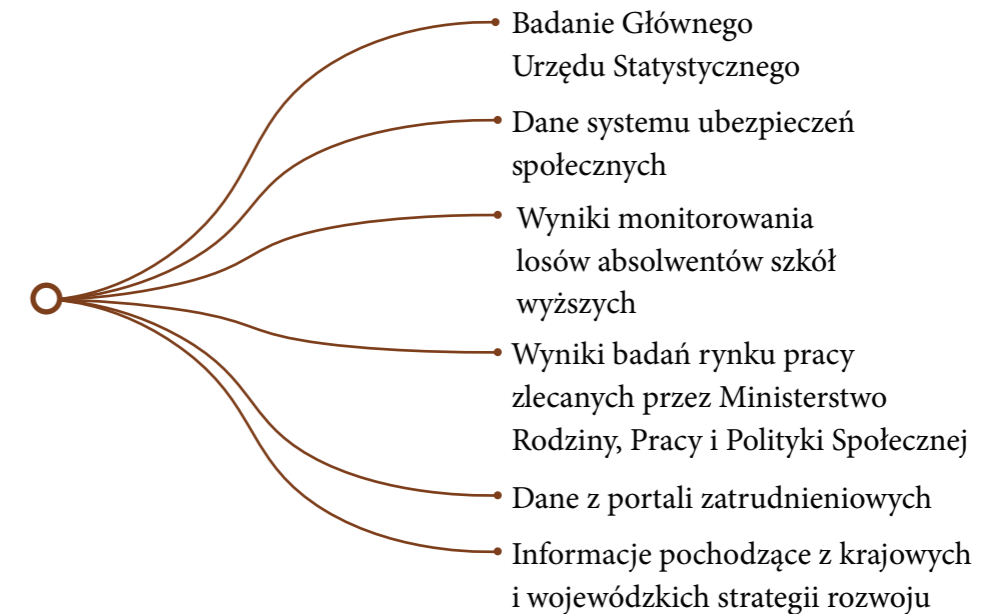 Badanie Głównego
Urzędu Statystycznego
Dane systemu ubezpieczeń
społecznych
Wyniki monitorowania
losów absolwentów szkół
wyższych
Wyniki badań rynku pracy
zlecanych przez Ministerstwo
Rodziny, Pracy i Polityki Społecznej
Dane z portali zatrudnieniowych
Informacje pochodzące z krajowych
i wojewódzkich strategii rozwoju